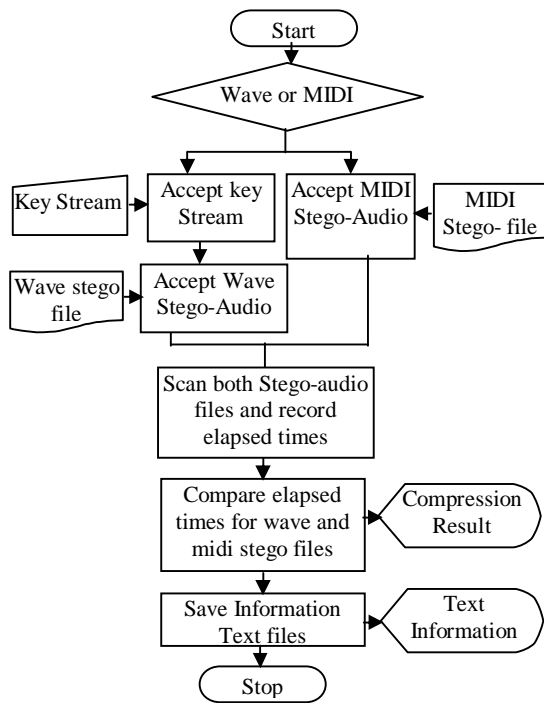 Start
Wave or MIDI
Key Stream
Accept key
Stream
Accept MIDI
Stego-Audio
MIDI
Stego- file
Wave stego
file
Accept Wave
Stego-Audio
Scan both Stego-audio
files and record
elapsed times
Compare elapsed
times for wave and
midi stego files
Compression
Result
Save Information
Text files
Text
Information
Stop